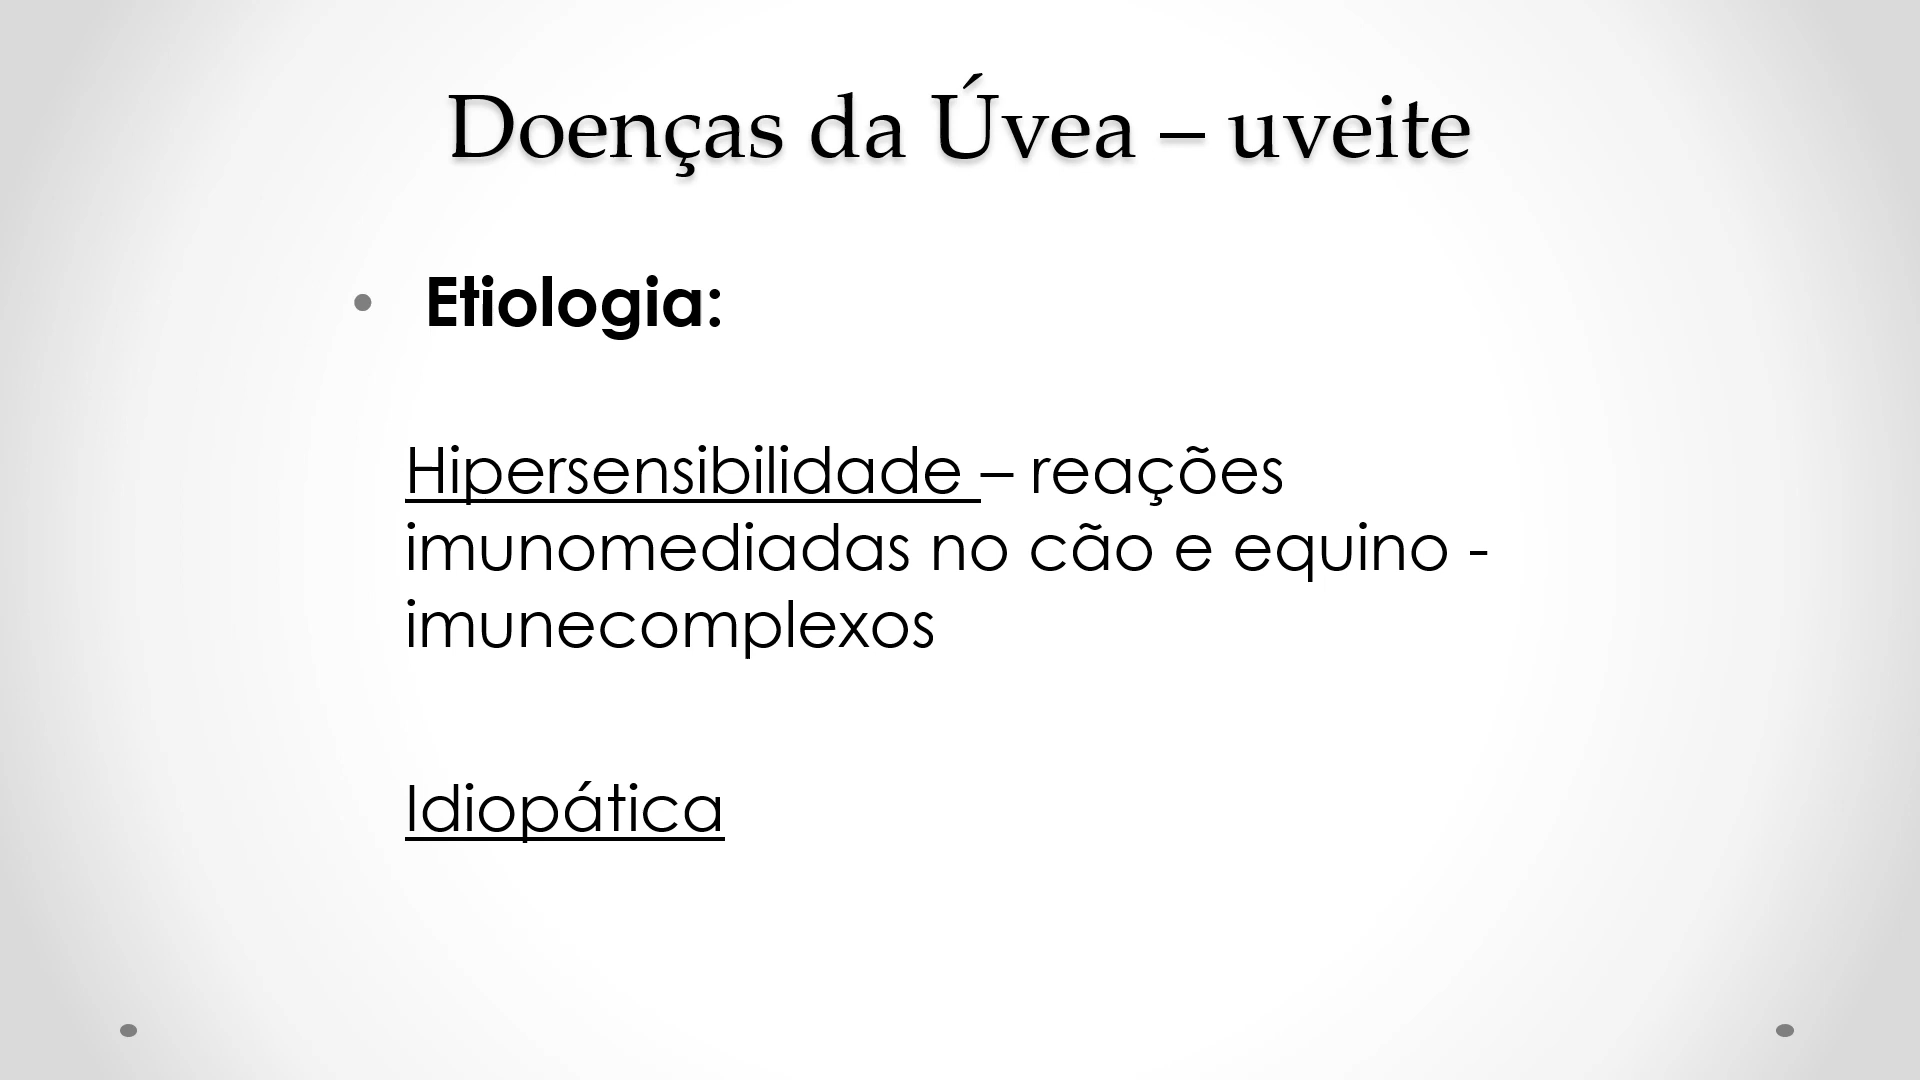 Doenças da Úvea – uveite
• Etiologia:
Hipersensibilidade – reações
imunomediadas no cão e equino -
imunecomplexos
Idiopática